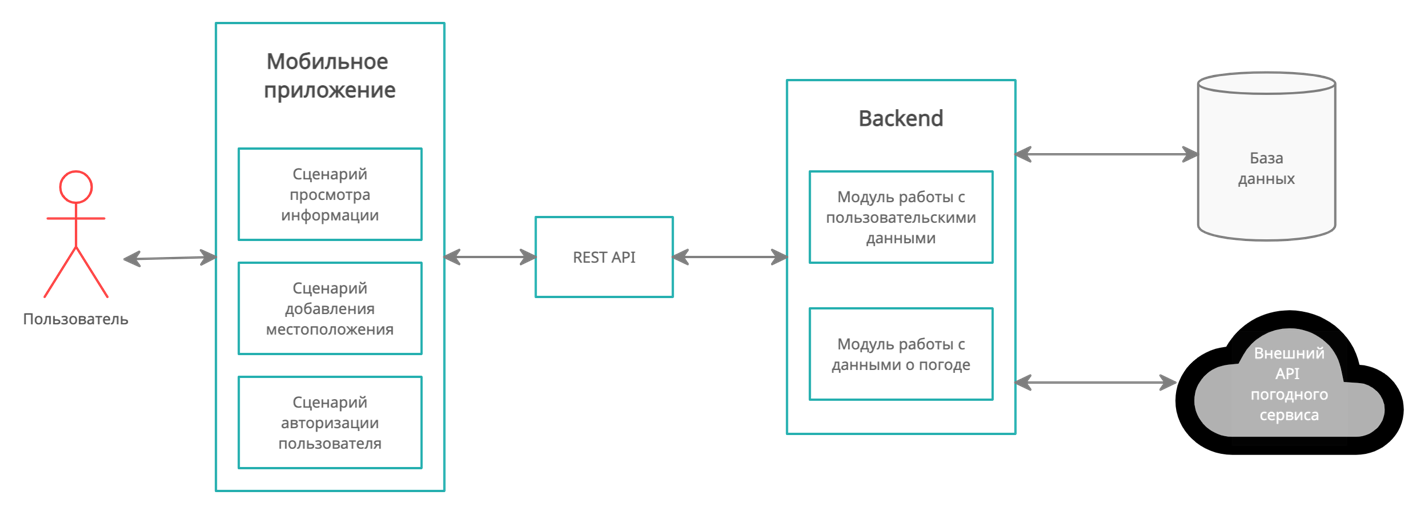 Пользователь
Мобильное
приложение
Сценарий
просмотра
информации
Сценарий
добавления
местоположения
Сценарий
авторизации
пользователя
REST API
Backend
Модуль работы с
пользовательскими
данными
Модуль работы с
данными о погоде
База
данных
Внешний
API
погодного
сервиса